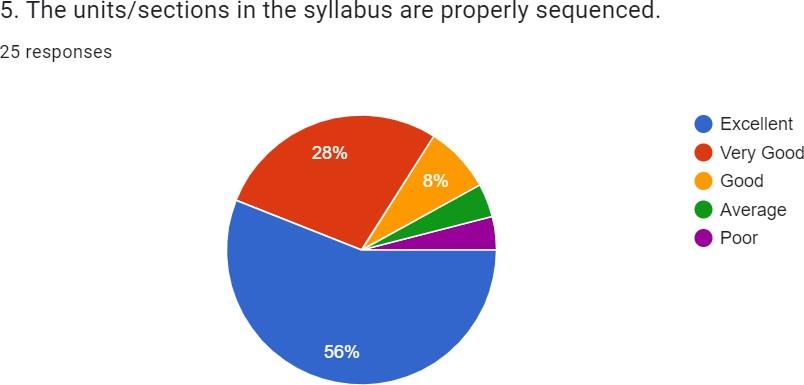 5. The units/sections in the syllabus are properly sequenced.
25 responses
28%
8%
56%
Excellent
Very Good
Good
Average
Poor